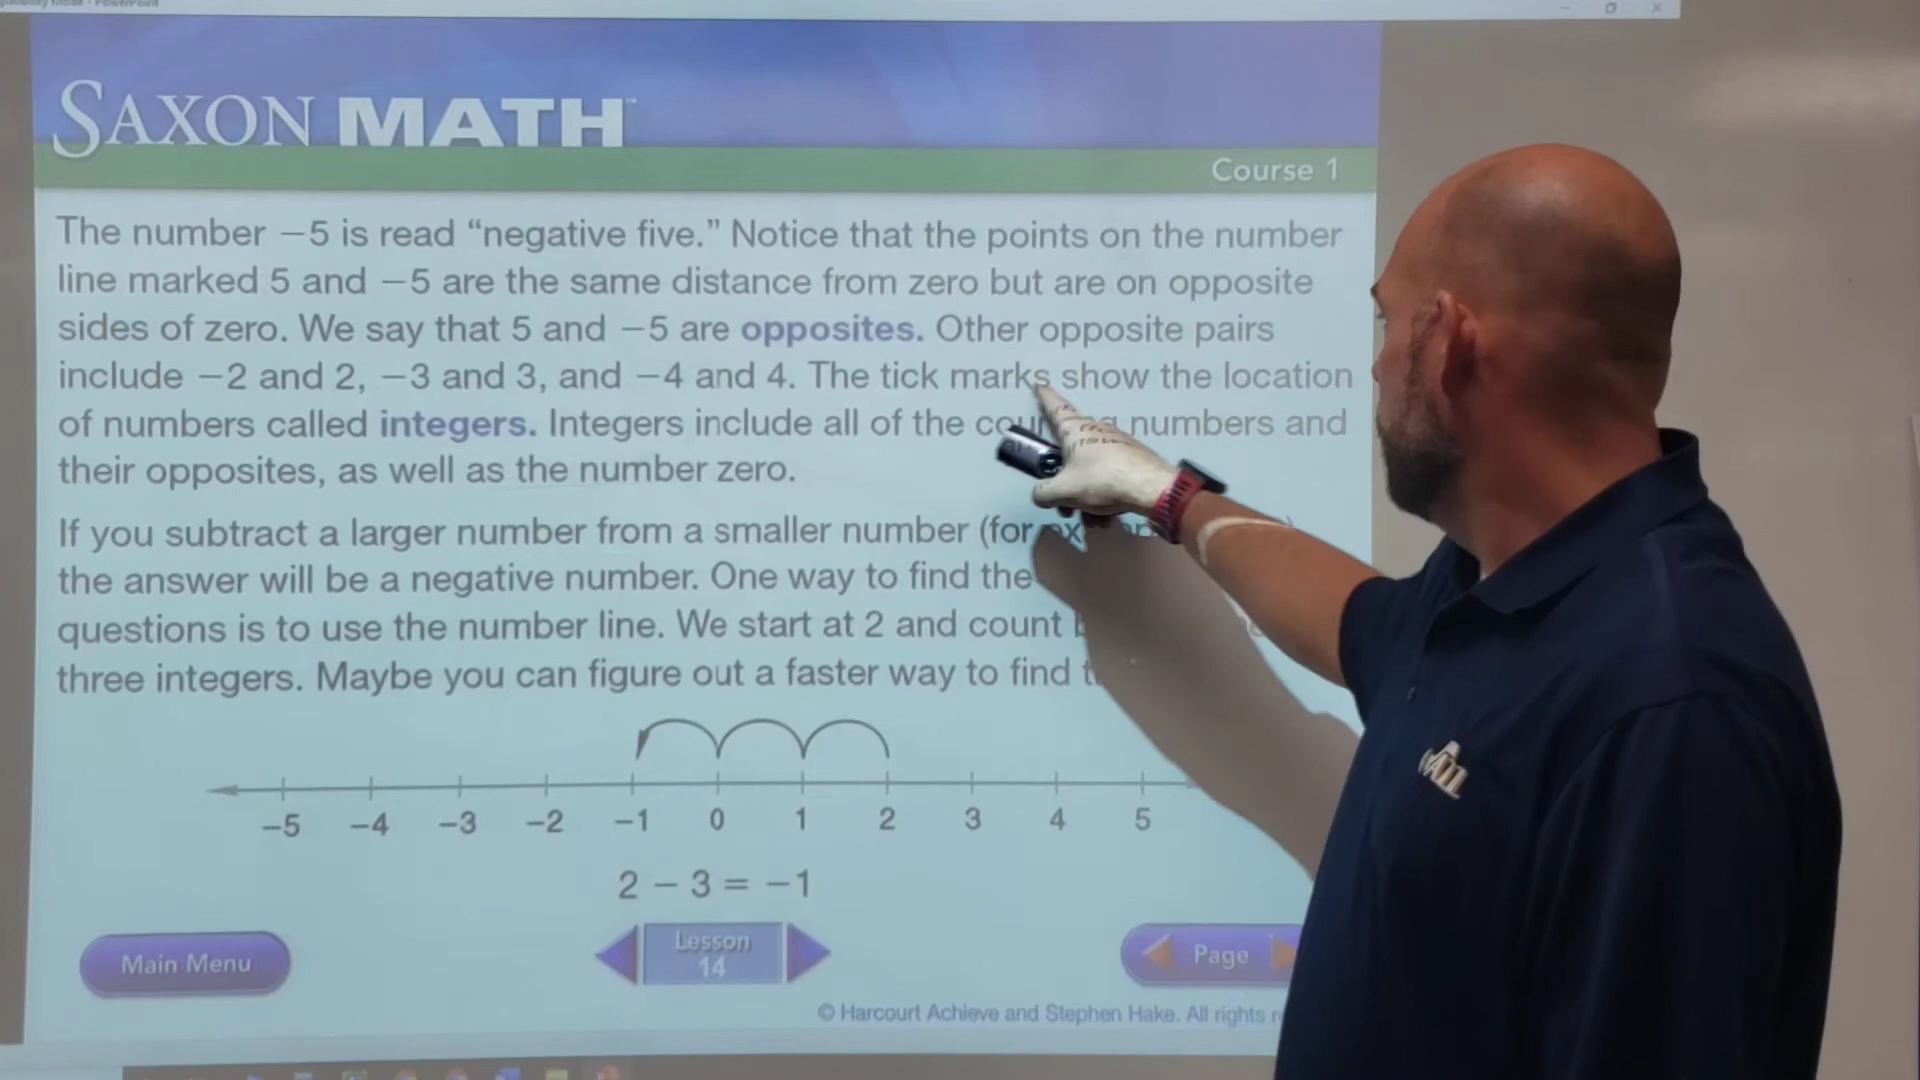 PowerPoint
SAXON MATH™
Course 1
The number −5 is read “negative five.” Notice that the points on the number
line marked 5 and −5 are the same distance from zero but are on opposite
sides of zero. We say that 5 and −5 are opposites. Other opposite pairs
include −2 and 2, −3 and 3, and −4 and 4. The tick marks show the location
of numbers called integers. Integers include all of the numbers and
their opposites, as well as the number zero.
If you subtract a larger number from a smaller number (for
the answer will be a negative number. One way to find the
questions is to use the number line. We start at 2 and count
three integers. Maybe you can figure out a faster way to find
−5 −4 −3 −2 −1 0 1 2 3 4 5
2 − 3 = −1
Main Menu
Lesson
14
Page
© Harcourt Achieve and Stephen Hake. All rights